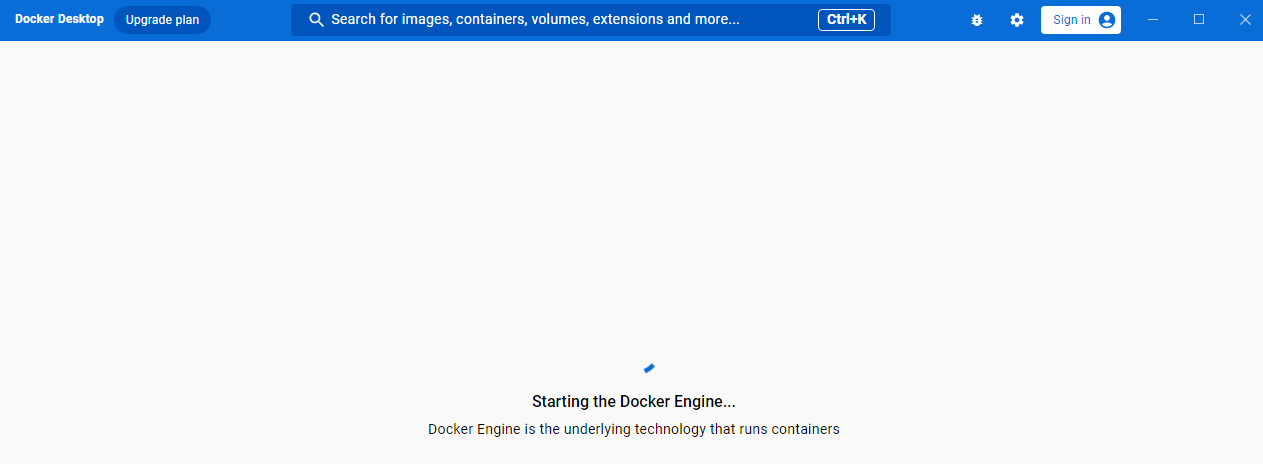 Docker Desktop Upgrade plan Search for images, containers, volumes, extensions and more... Ctrl+K Sign in
Starting the Docker Engine...
Docker Engine is the underlying technology that runs containers